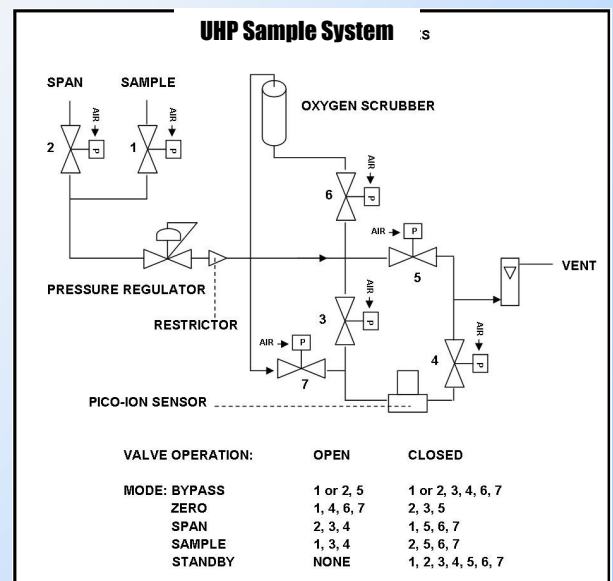 UHP Sample System
SPAN SAMPLE
AIR AIR
OXYGEN SCRUBBER
2 P 1 P
AIR
6 P
AIR P
VENT
5
PRESSURE REGULATOR
AIR
RESTRICTOR
3 P
AIR P
AIR
4 P
7
PICO-ION SENSOR
VALVE OPERATION: OPEN CLOSED
MODE: BYPASS 1 or 2, 5 1 or 2, 3, 4, 6, 7
ZERO 1, 4, 6, 7 2, 3, 5
SPAN 2, 3, 4 1, 5, 6, 7
SAMPLE 1, 3, 4 2, 5, 6, 7
STANDBY NONE 1, 2, 3, 4, 5, 6, 7